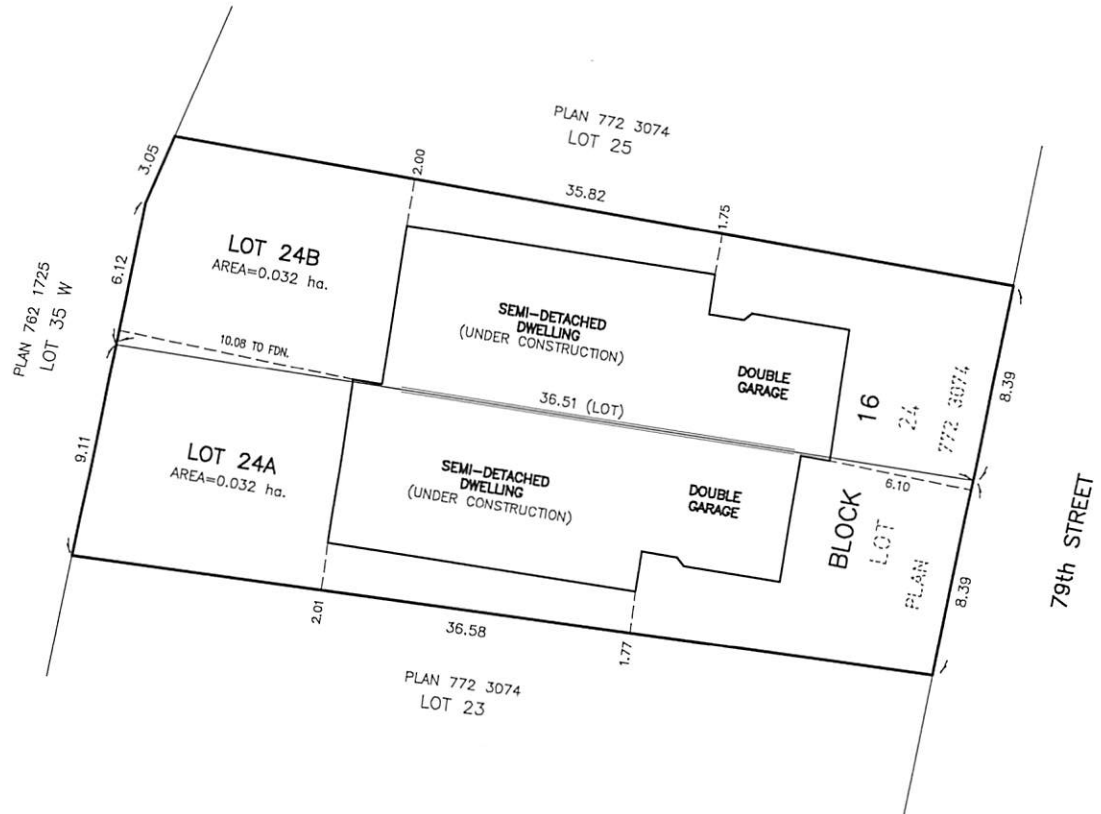 PLAN 772 3074
LOT 25
3.05
2.00
35.82
1.75
LOT 24B
AREA=0.032 ha.
6.12
PLAN 762 1725
LOT 35 W
10.08 TO FDN.
SEMI-DETACHED
DWELLING
(UNDER CONSTRUCTION)
DOUBLE
GARAGE
36.51 (LOT)
8.39
9.11
LOT 24A
AREA=0.032 ha.
SEMI-DETACHED
DWELLING
(UNDER CONSTRUCTION)
DOUBLE
GARAGE
6.10
BLOCK 16
LOT 24
PLAN 772 3074
8.39
79th STREET
2.01
36.58
1.77
PLAN 772 3074
LOT 23